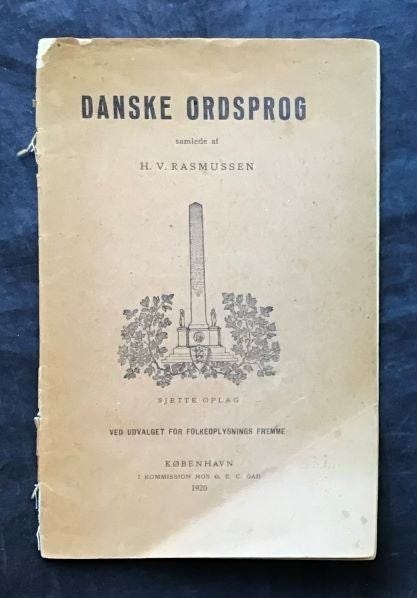 DANSKE ORDSPROG
samlede af
H. V. RASMUSSEN
SJETTE OPLAG
VED UDVALGET FOR FOLKEOPLYSNINGS FREMME
KØBENHAVN
I KOMMISSION HOS G. E. C. GAD
1920